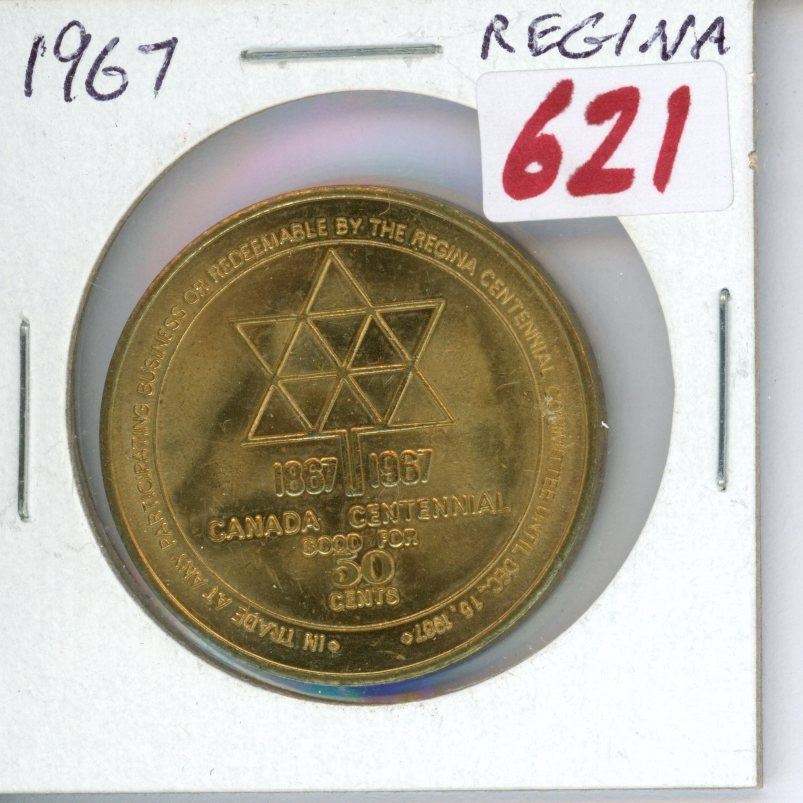 1967
REGINA
621
IN TRADE AT ANY PARTICIPATING BUSINESS OR REDEEMABLE BY THE REGINA CENTENNIAL COMMITTEE UNTIL DEC., 16, 1967
1867 1967
CANADA CENTENNIAL
GOOD FOR
50
CENTS